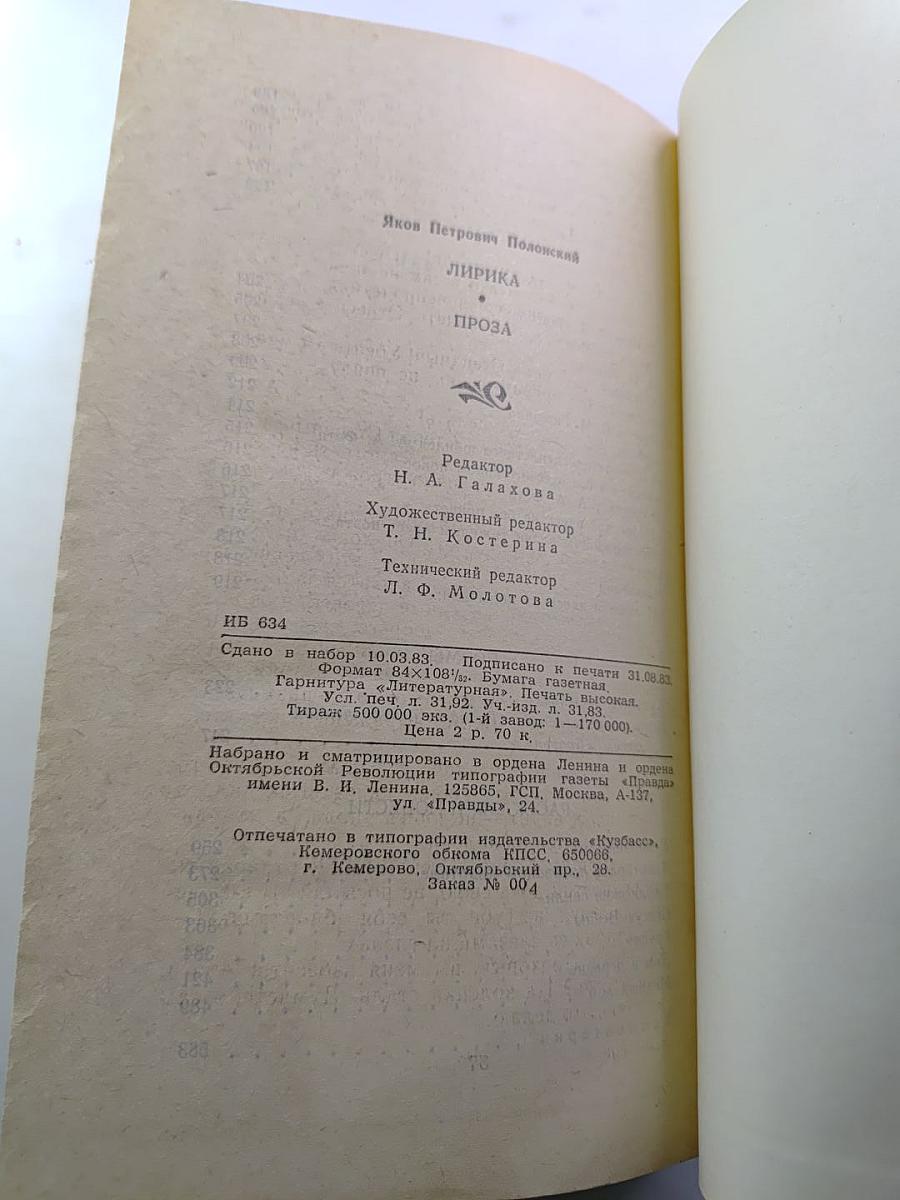 Яков Петрович Полонский
ЛИРИКА
•
ПРОЗА
Редактор
Н. А. Галахова
Художественный редактор
Т. Н. Костерина
Технический редактор
Л. Ф. Молотова
ИБ 634
Сдано в набор 10.03.83. Подписано к печати 31.08.83.
Формат 84×108¹/₃₂. Бумага газетная.
Гарнитура «Литературная». Печать высокая.
Усл. печ. л. 31,92. Уч.-изд. л. 31,83.
Тираж 500 000 экз. (1-й завод: 1—170 000).
Цена 2 р. 70 к.
Набрано и сматрицировано в ордена Ленина и ордена
Октябрьской Революции типографии газеты «Правда»
имени В. И. Ленина, 125865, ГСП, Москва, А-137,
ул. «Правды», 24.
Отпечатано в типографии издательства «Кузбасс»,
Кемеровского обкома КПСС, 650066,
г. Кемерово, Октябрьский пр., 28.
Заказ № 004